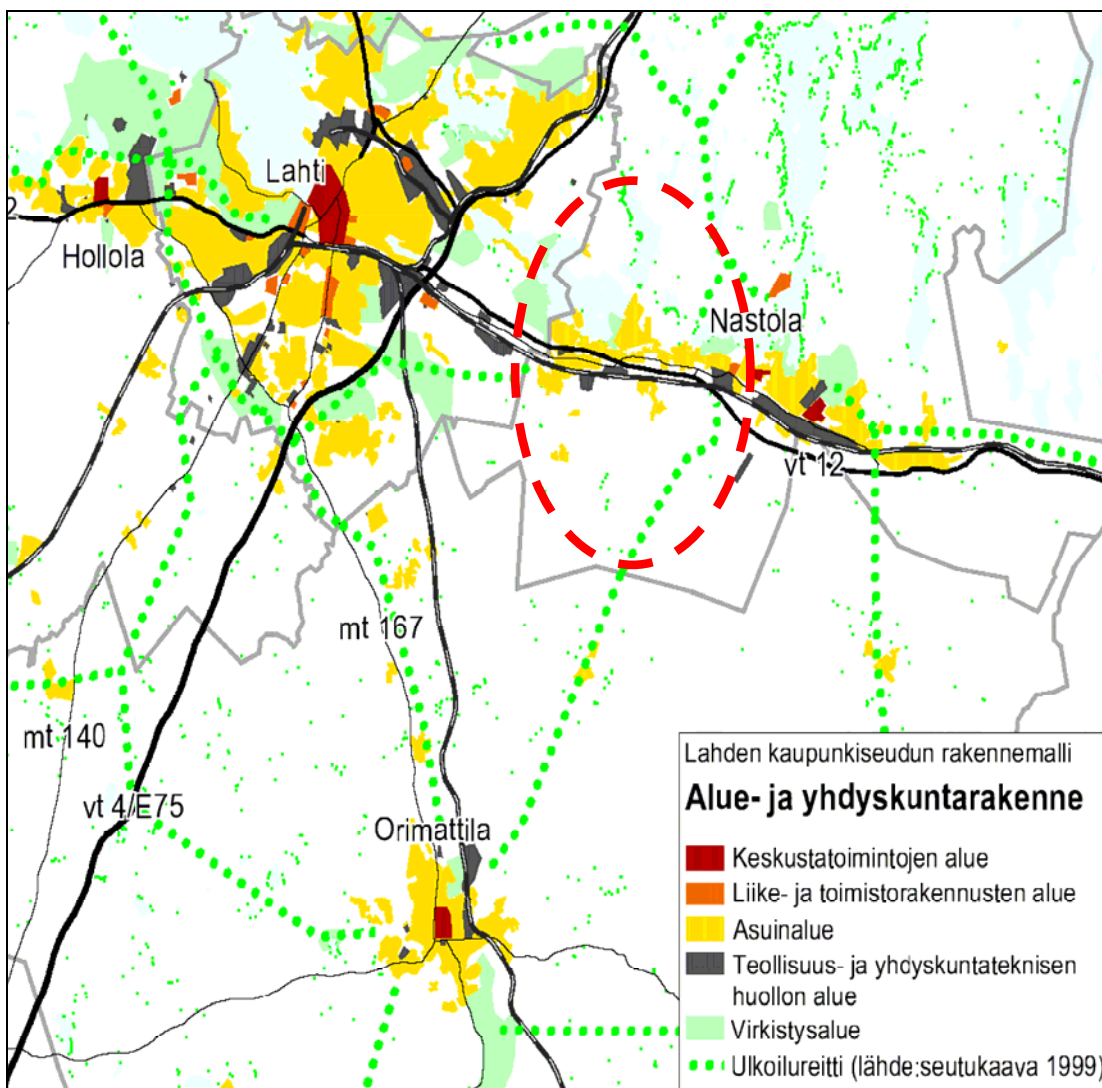 Lahti
2
Hollola
Nastola
vt 12
mt 167
mt 140
vt 4/E75
Orimattila
Lahden kaupunkiseudun rakennemalli
Alue- ja yhdyskuntarakenne
Keskustatoimintojen alue
Liike- ja toimistorakennusten alue
Asuinalue
Teollisuus- ja yhdyskuntateknisen
huollon alue
Virkistysalue
Ulkoilureitti (lähde:seutukaava 1999)